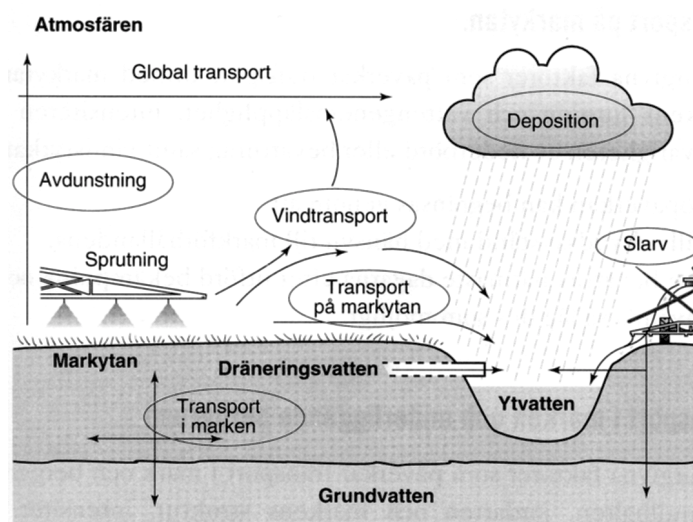 Atmosfären
Global transport
Deposition
Avdunstning
Vindtransport
Slarv
Sprutning
Transport
på markytan
Markytan
Dräneringsvatten
Ytvatten
Transport
i marken
Grundvatten